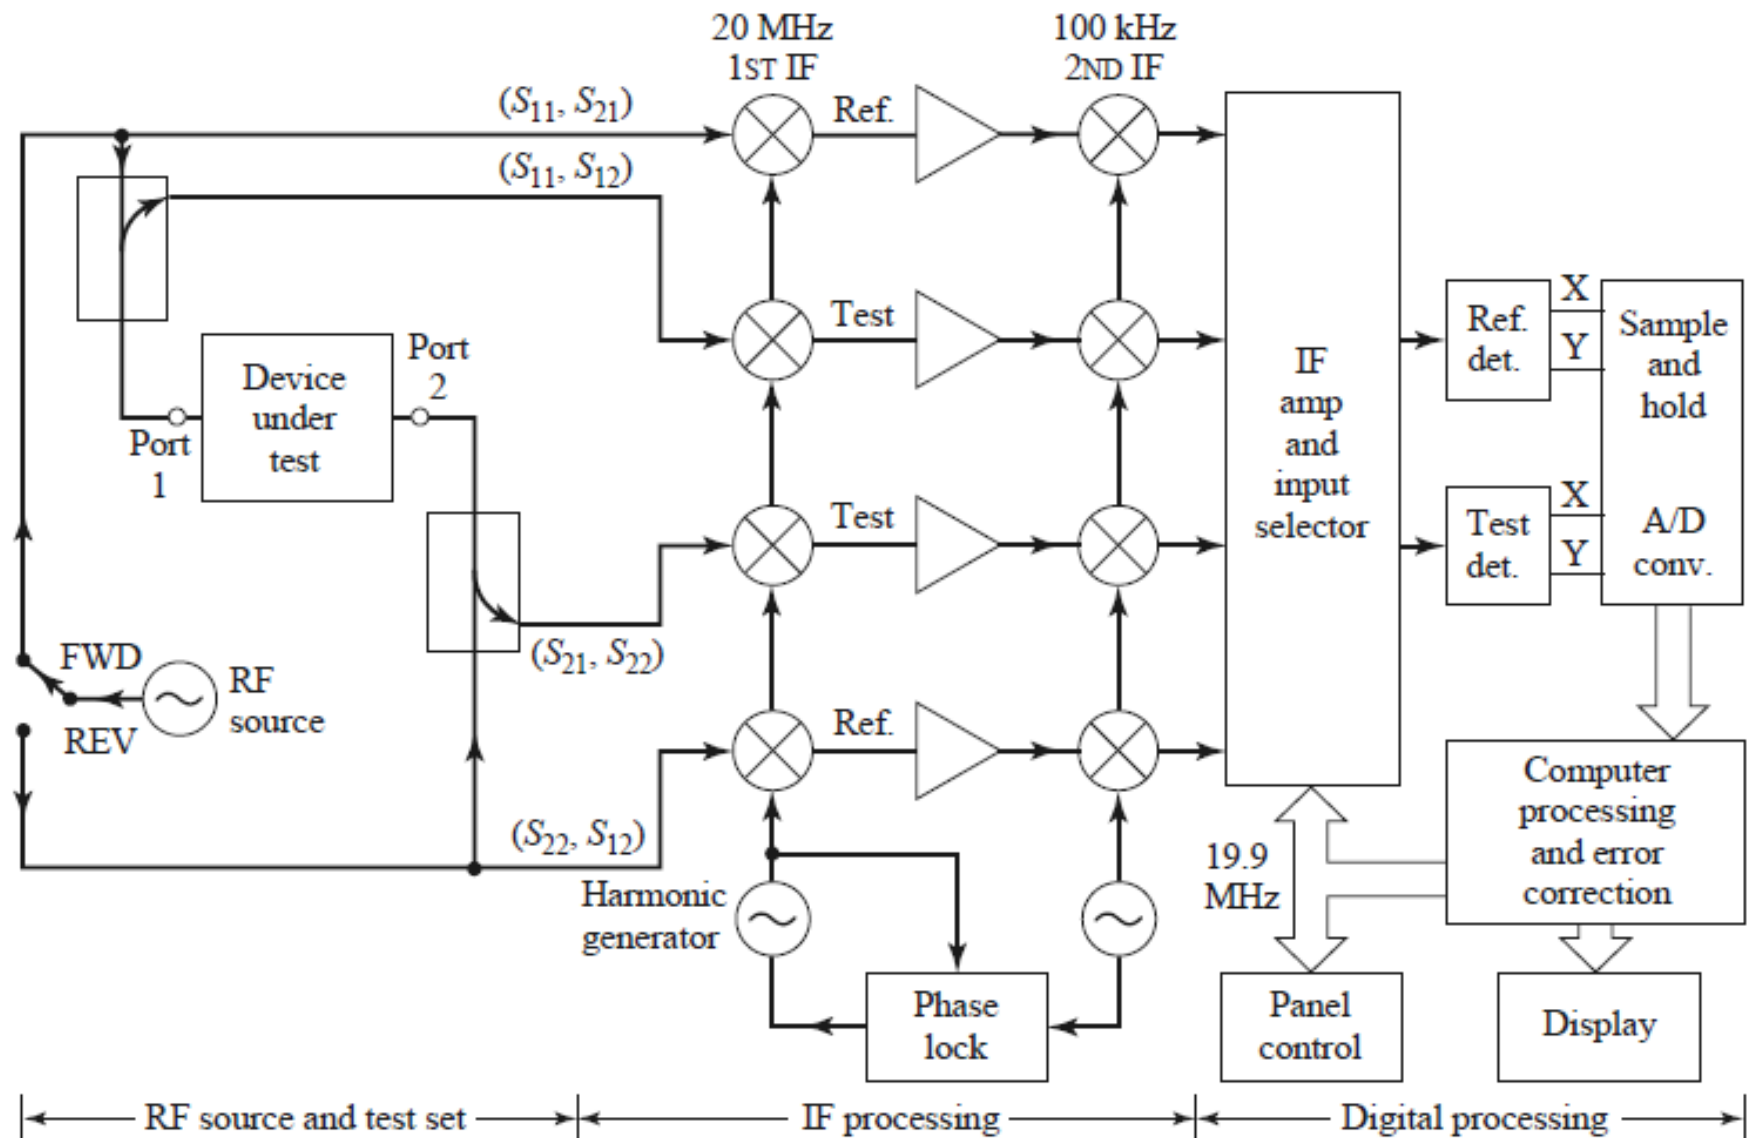 20 MHz
1ST IF
100 kHz
2ND IF
(S11, S21)
Ref.
(S11, S12)
Test
Port
2
Device
under
test
Port
1
IF
amp
and
input
selector
Ref.
det.
X
Y
Sample
and
hold
Test
X
Y
Test
det.
A/D
conv.
FWD
REV
RF
source
(S21, S22)
Ref.
(S22, S12)
Harmonic
generator
Phase
lock
19.9
MHz
Computer
processing
and error
correction
Panel
control
Display
RF source and test set
IF processing
Digital processing